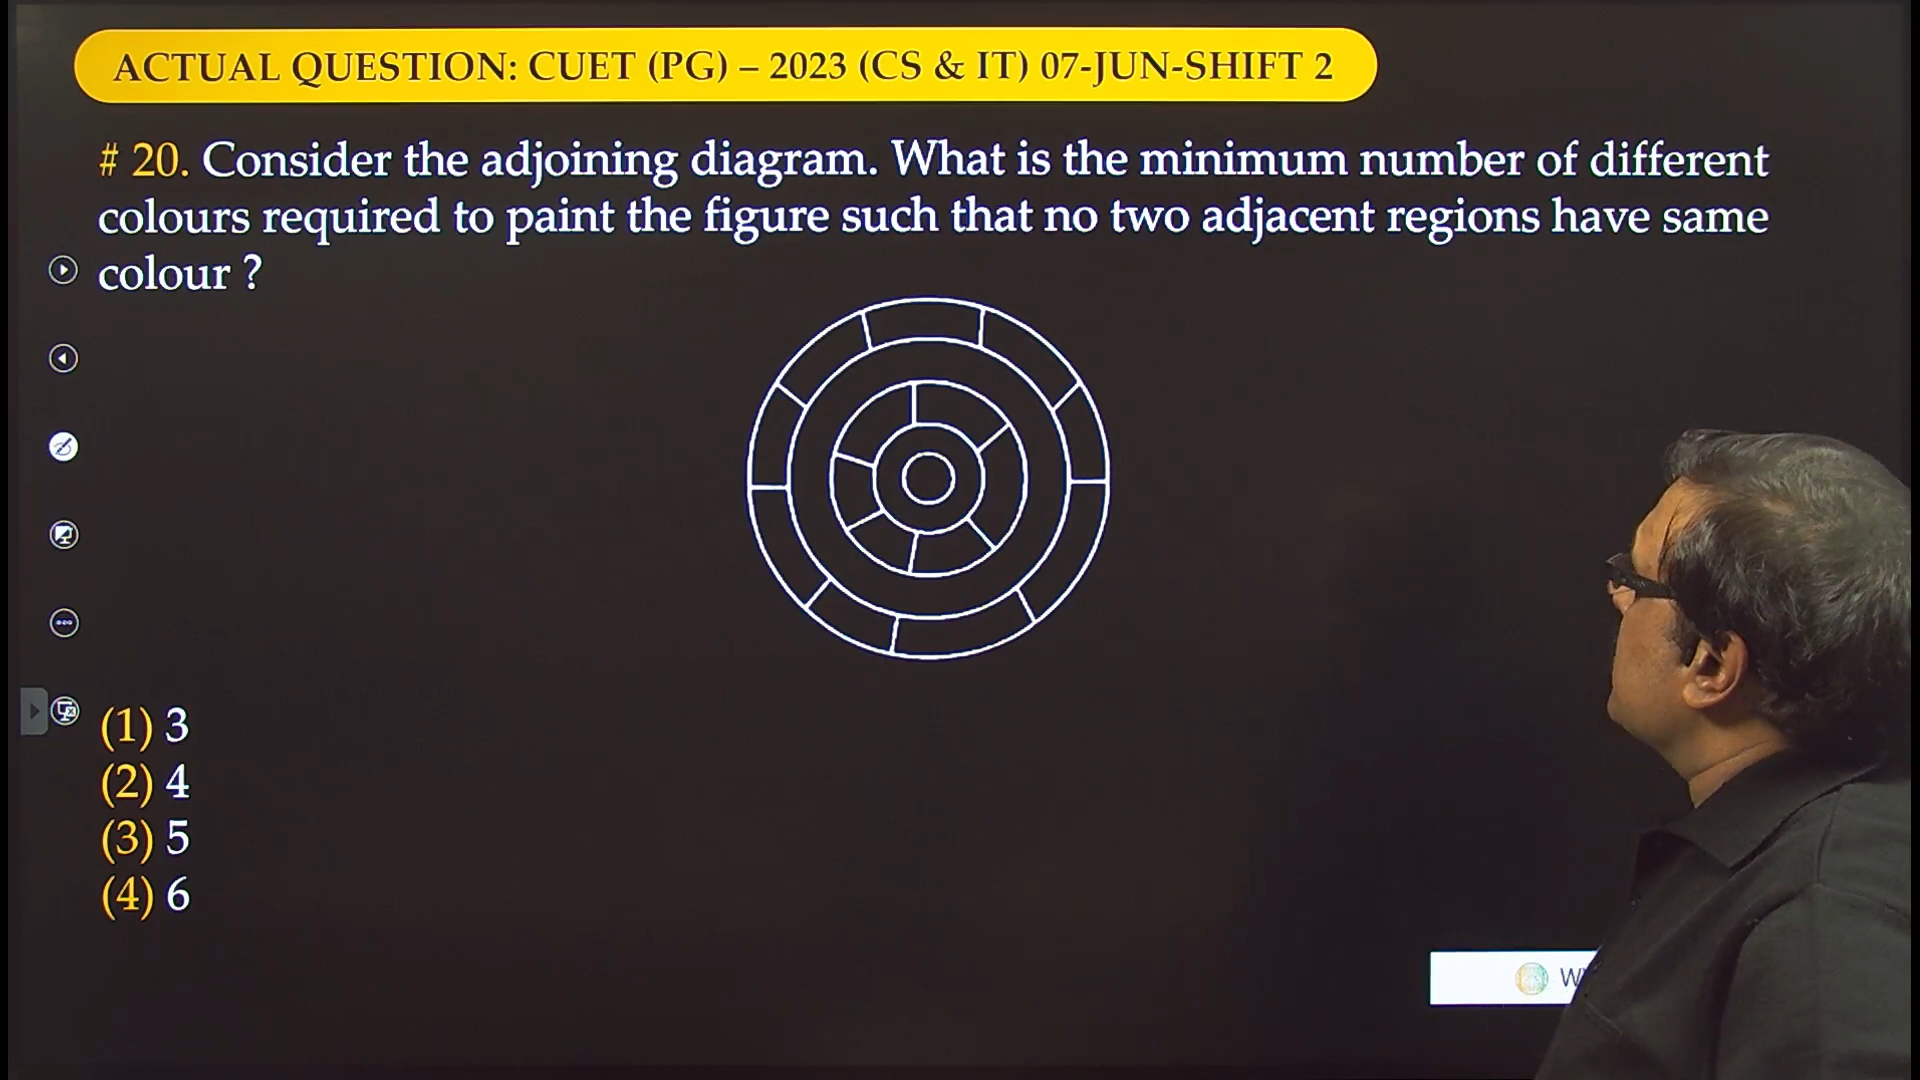 ACTUAL QUESTION: CUET (PG) – 2023 (CS & IT) 07-JUN-SHIFT 2
# 20. Consider the adjoining diagram. What is the minimum number of different
colours required to paint the figure such that no two adjacent regions have same
colour ?
(1) 3
(2) 4
(3) 5
(4) 6